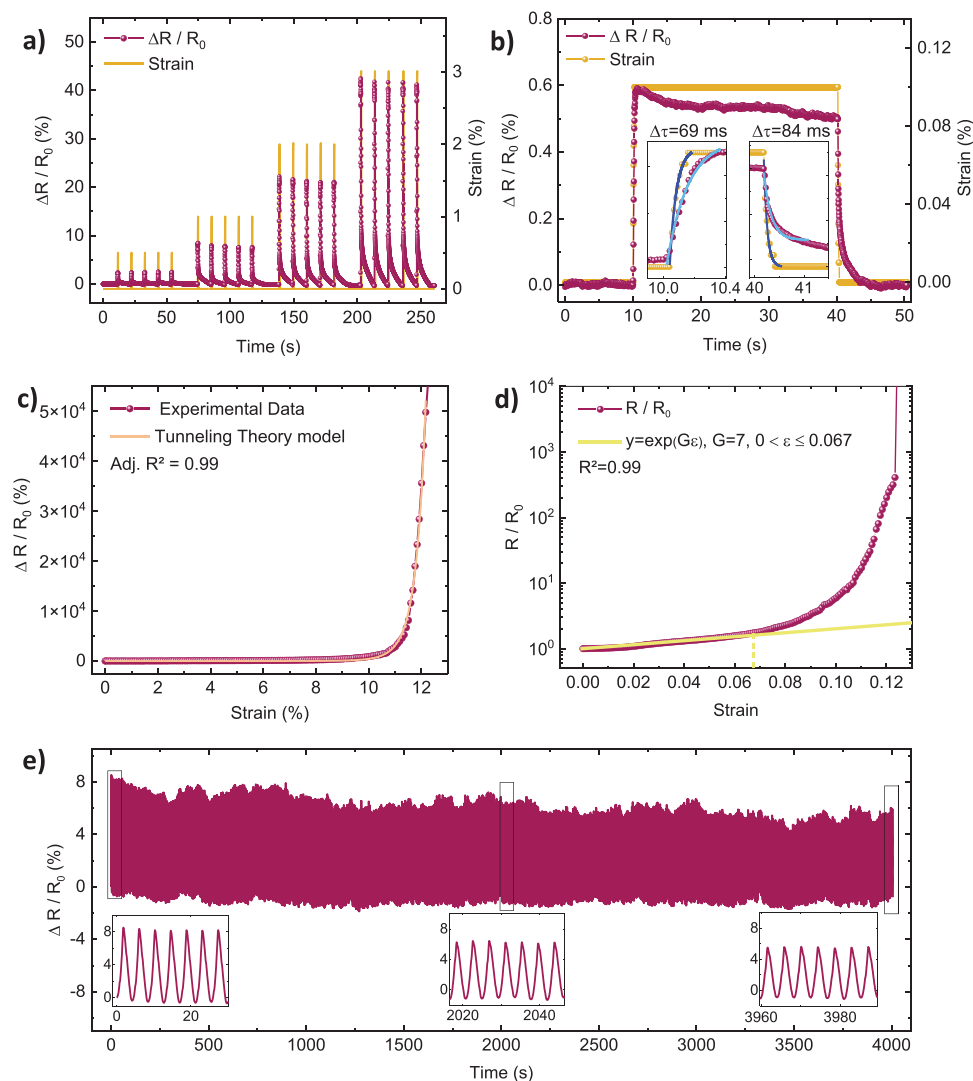 a)
ΔR / R₀
Strain
ΔR / R₀ (%)
50
40
30
20
10
0
3
2
1
0
Strain (%)
0 50 100 150 200 250
Time (s)
b)
Δ R / R₀
Strain
Δ R / R₀ (%)
0.8
0.6
0.4
0.2
0.0
0.12
0.08
0.04
0.00
Strain (%)
Δτ=69 ms
Δτ=84 ms
10.0 10.4
40 41
0 10 20 30 40 50
Time (s)
c)
Experimental Data
Tunneling Theory model
Adj. R² = 0.99
Δ R / R₀ (%)
5×10⁴
4×10⁴
3×10⁴
2×10⁴
1×10⁴
0
0 2 4 6 8 10 12
Strain (%)
d)
R / R₀
y=exp(Gε), G=7, 0 < ε ≤ 0.067
R²=0.99
R / R₀
10⁴
10³
10²
10¹
10⁰
0.00 0.02 0.04 0.06 0.08 0.10 0.12
Strain
e)
Δ R / R₀ (%)
8
4
0
-4
-8
8
4
0
0 20
8
4
0
2020 2040
8
4
0
3960 3980
0 500 1000 1500 2000 2500 3000 3500 4000
Time (s)